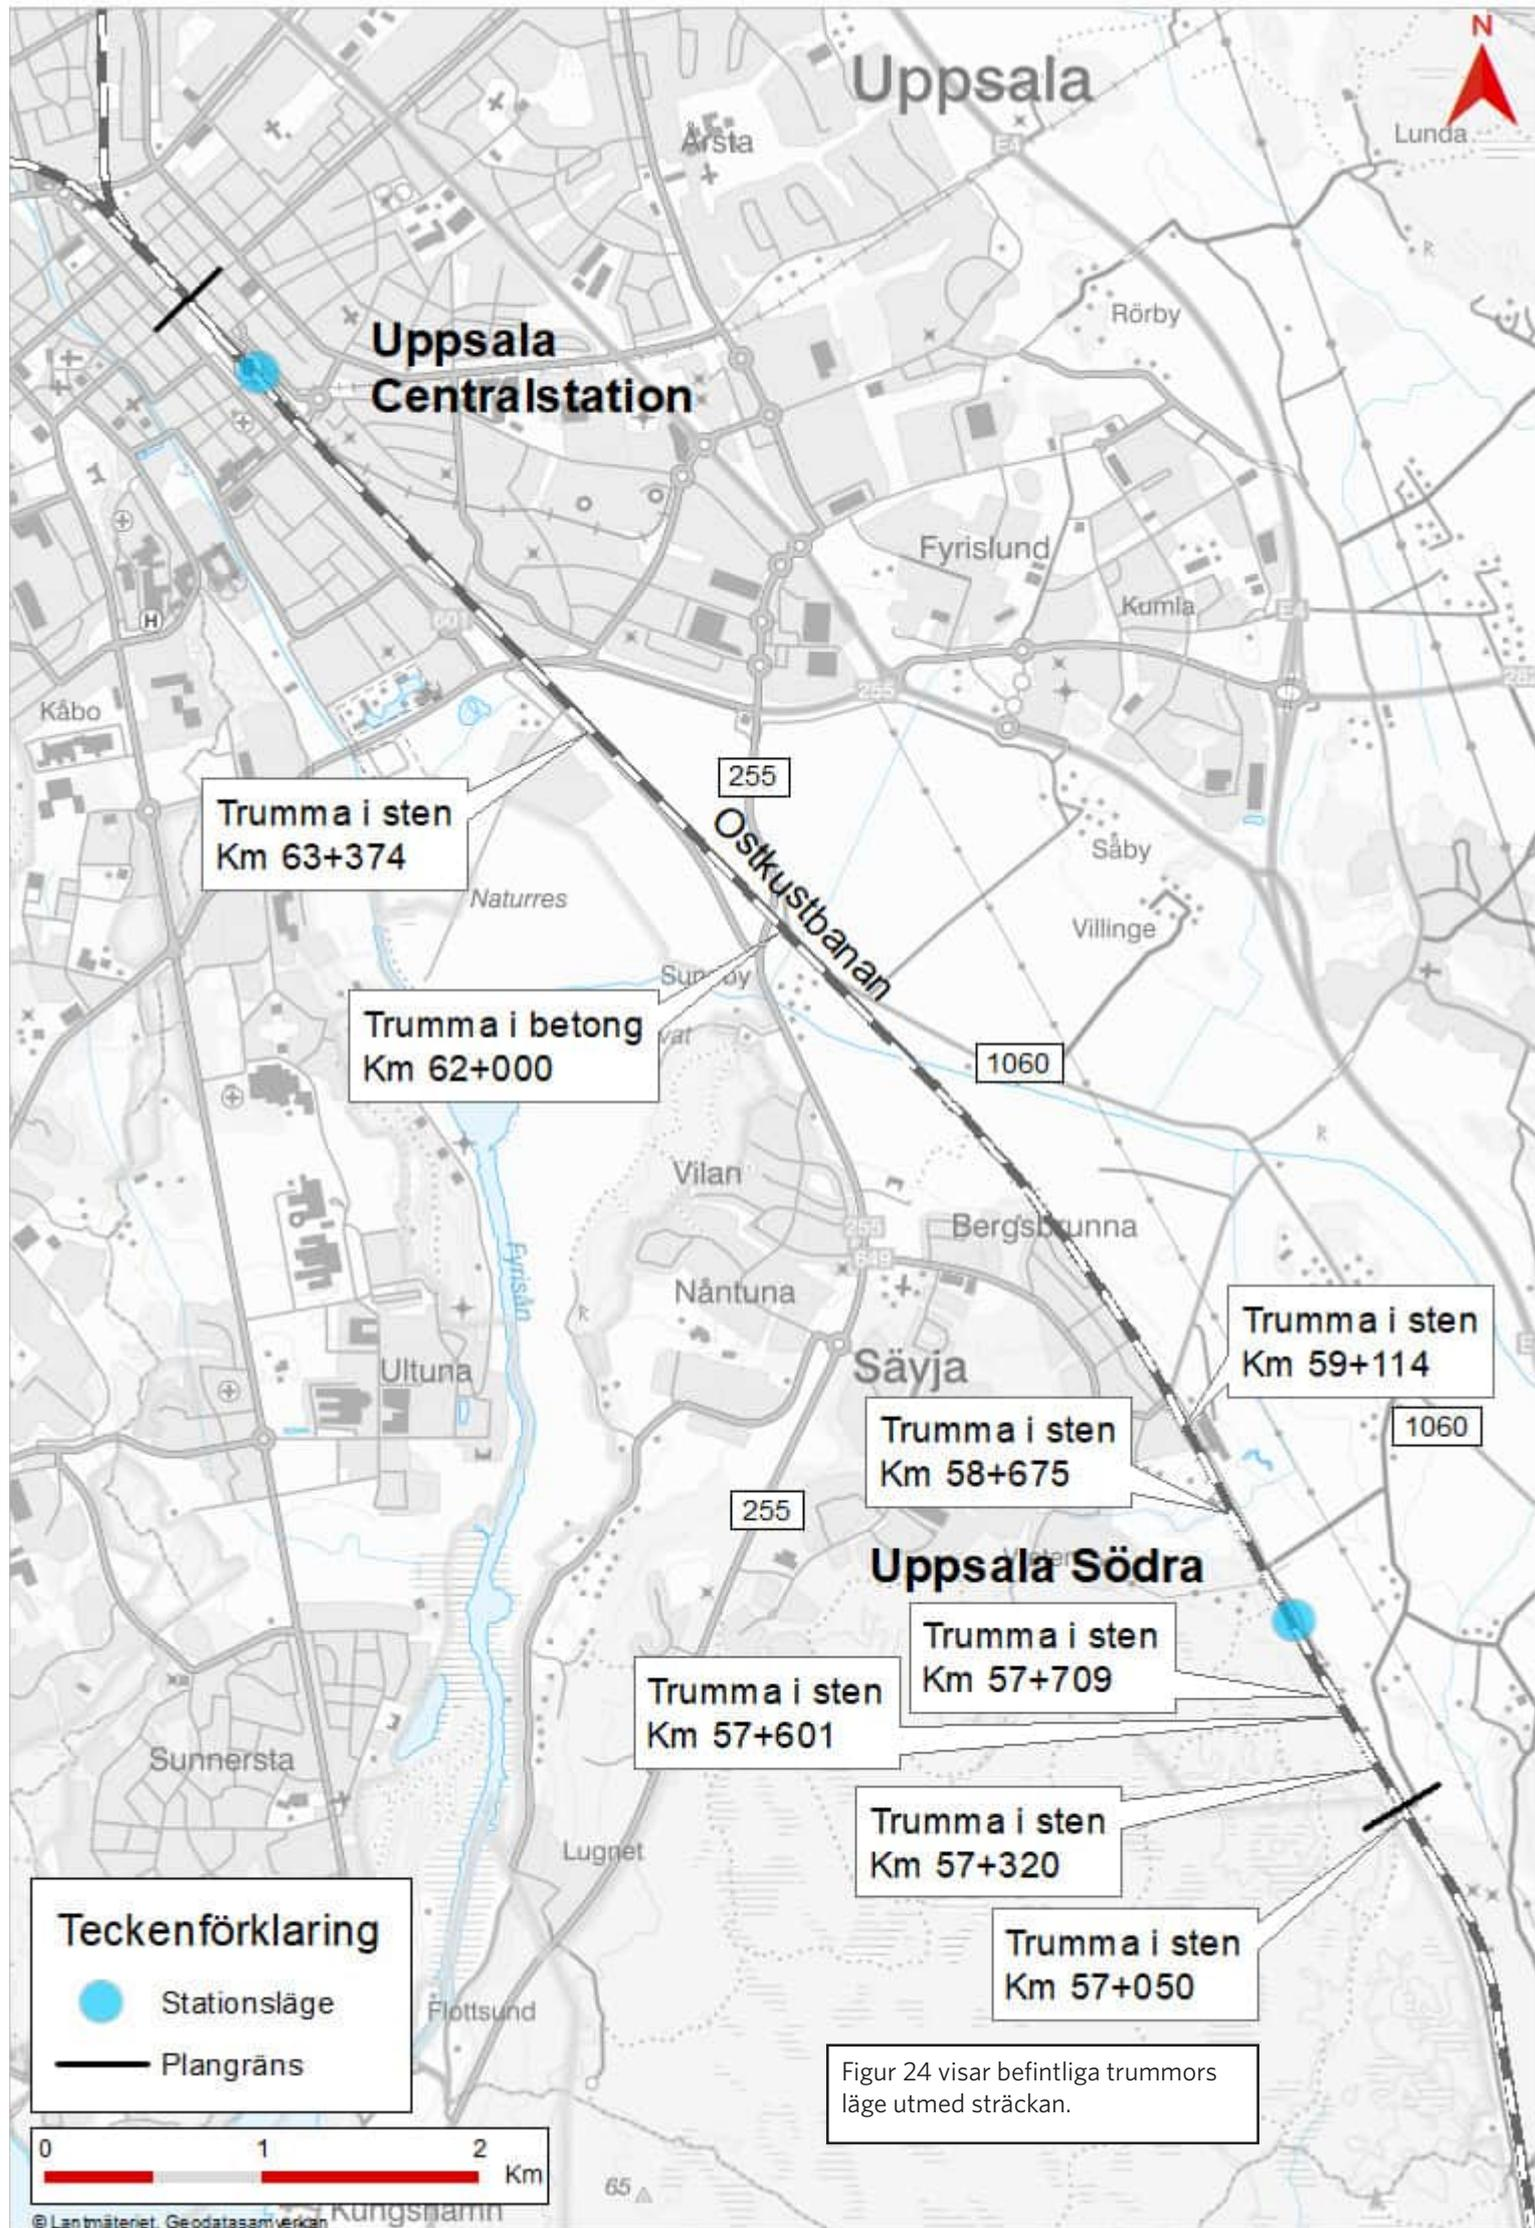 N
Uppsala
Lunda
Årsta
E4
Rörby
Uppsala
Centralstation
Fyrislund
Kumla
E4
H
Kåbo
255
282
255
Trumma i sten
Km 63+374
Ostkustbanan
Såby
Naturres
Villinge
Trumma i betong
Km 62+000
1060
R
Vilan
255
Bergsbrunna
Fyrisån
Nåntuna
R
Trumma i sten
Km 59+114
Ultuna
Sävja
Trumma i sten
Km 58+675
1060
255
Uppsala Södra
Trumma i sten
Km 57+709
Trumma i sten
Km 57+601
Sunnersta
Trumma i sten
Km 57+320
Lugnet
Trumma i sten
Km 57+050
Teckenförklaring
Stationsläge
Plangräns
Flottsund
Figur 24 visar befintliga trummors
läge utmed sträckan.
0 1 2
Km
65
Kungshamn
© Lantmäteriet, Geodatasamverkan